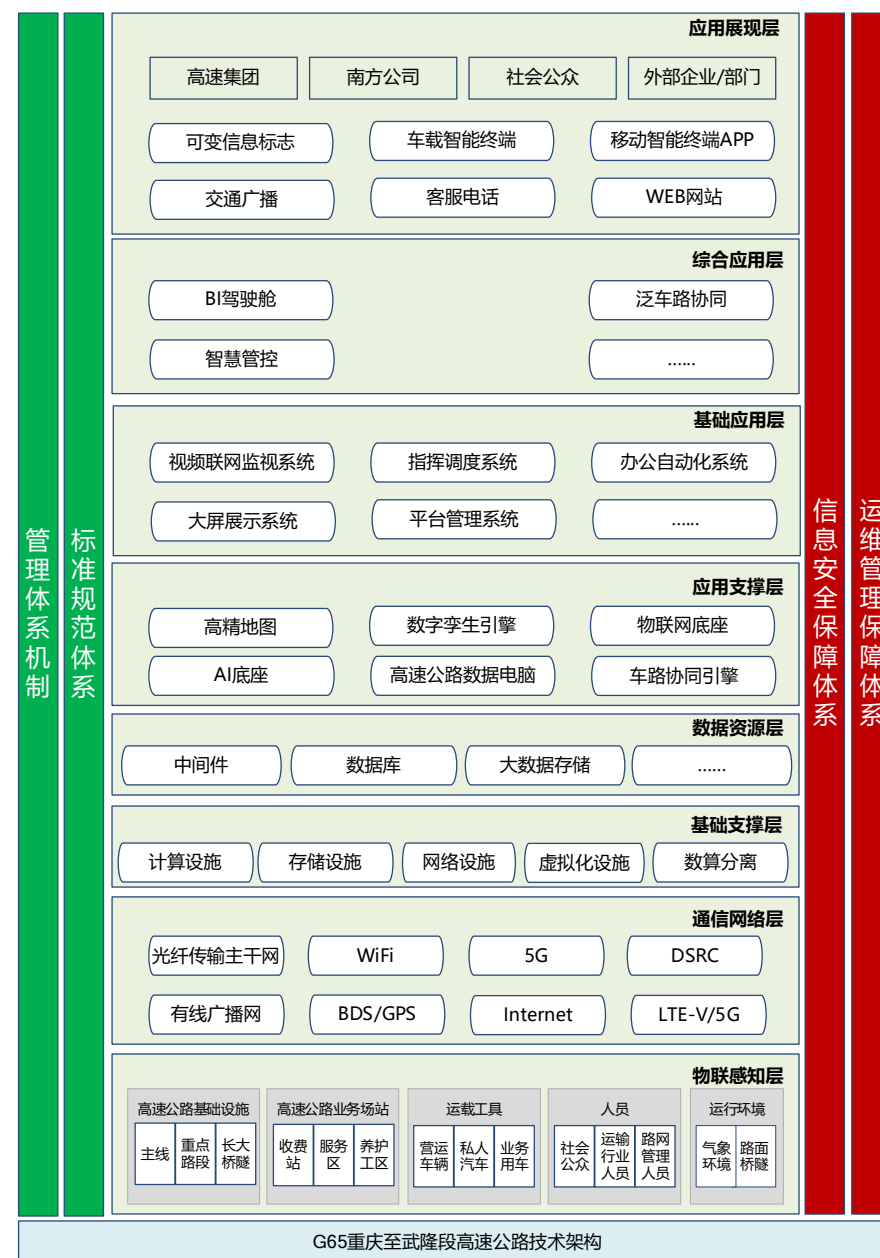 管理体系机制
标准规范体系
应用展现层
高速集团
南方公司
社会公众
外部企业/部门
可变信息标志
车载智能终端
移动智能终端APP
交通广播
客服电话
WEB网站
综合应用层
BI驾驶舱
泛车路协同
智慧管控
......
基础应用层
视频联网监视系统
指挥调度系统
办公自动化系统
大屏展示系统
平台管理系统
......
应用支撑层
高精地图
数字孪生引擎
物联网底座
AI底座
高速公路数据电脑
车路协同引擎
数据资源层
中间件
数据库
大数据存储
......
基础支撑层
计算设施
存储设施
网络设施
虚拟化设施
数算分离
通信网络层
光纤传输主干网
WiFi
5G
DSRC
有线广播网
BDS/GPS
Internet
LTE-V/5G
物联感知层
高速公路基础设施
主线
重点
路段
长大
桥隧
高速公路业务场站
收费
站
服务
区
养护
工区
运载工具
营运
车辆
私人
汽车
业务
用车
人员
社会
公众
运输
行业
人员
路网
管理
人员
运行环境
气象
环境
路面
桥隧
信息安全保障体系
运维管理保障体系
G65重庆至武隆段高速公路技术架构